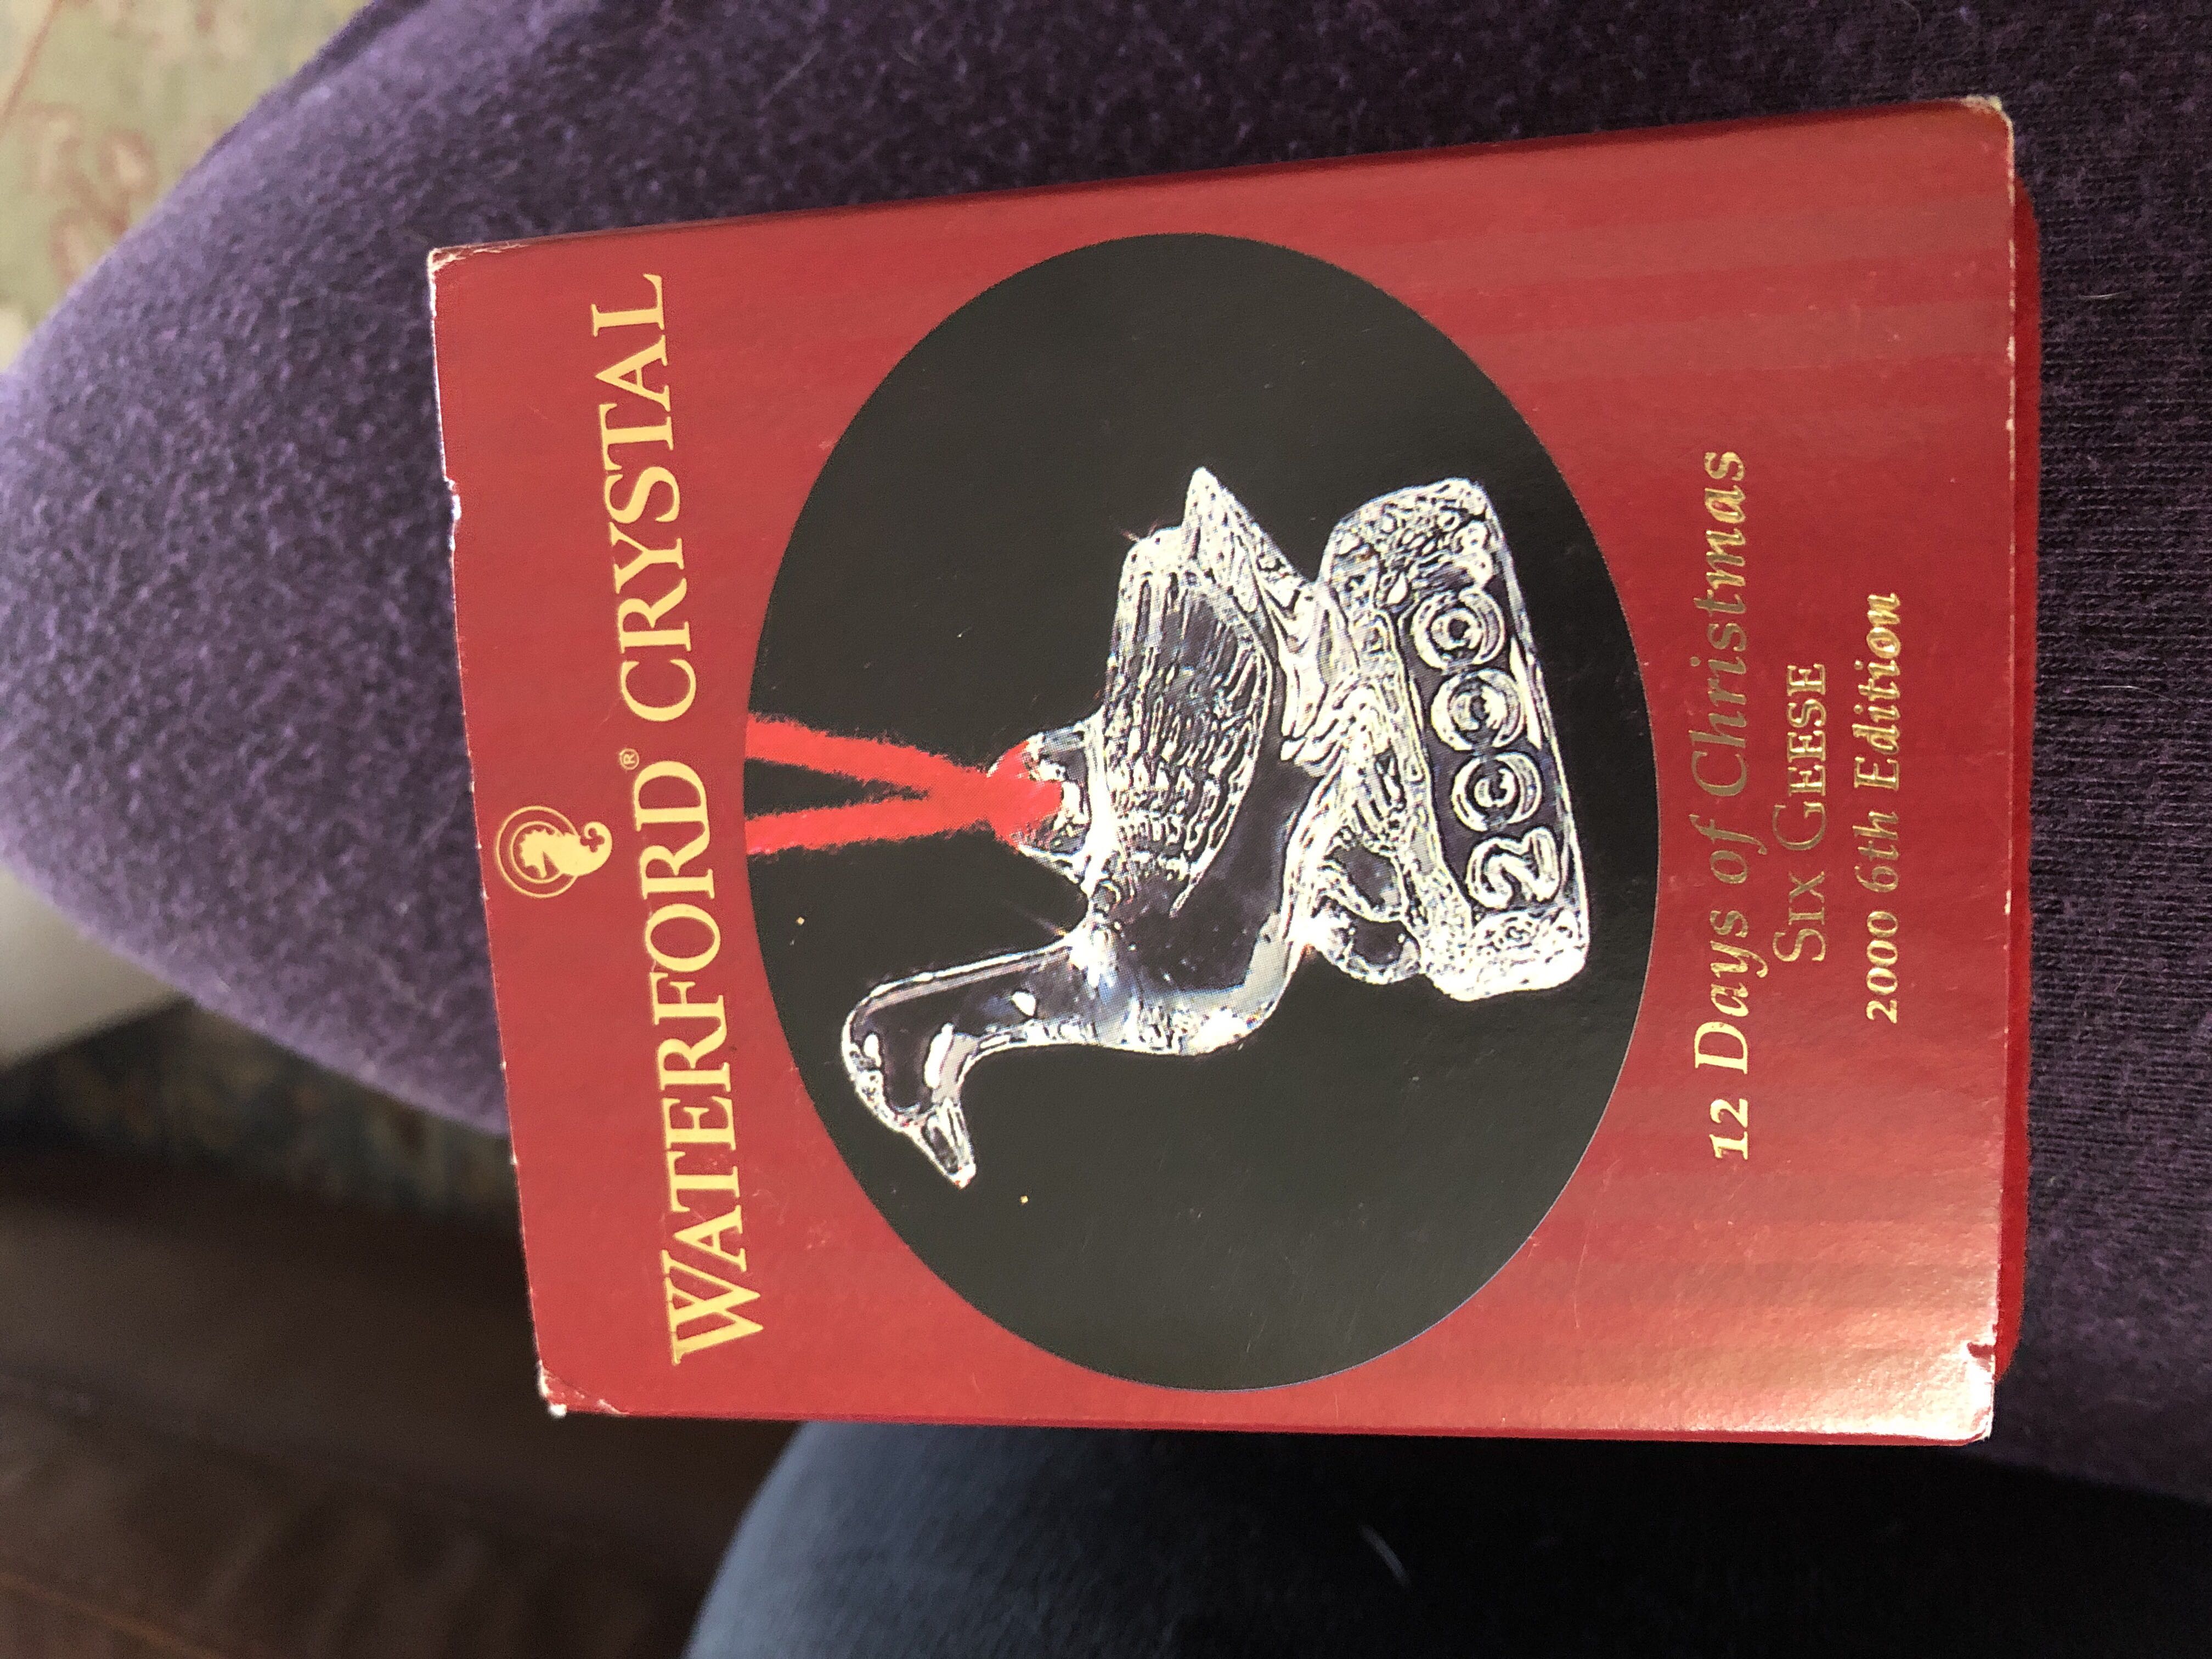 WATERFORD® CRYSTAL
2000
12 Days of Christmas
SIX GEESE
2000 6th Edition